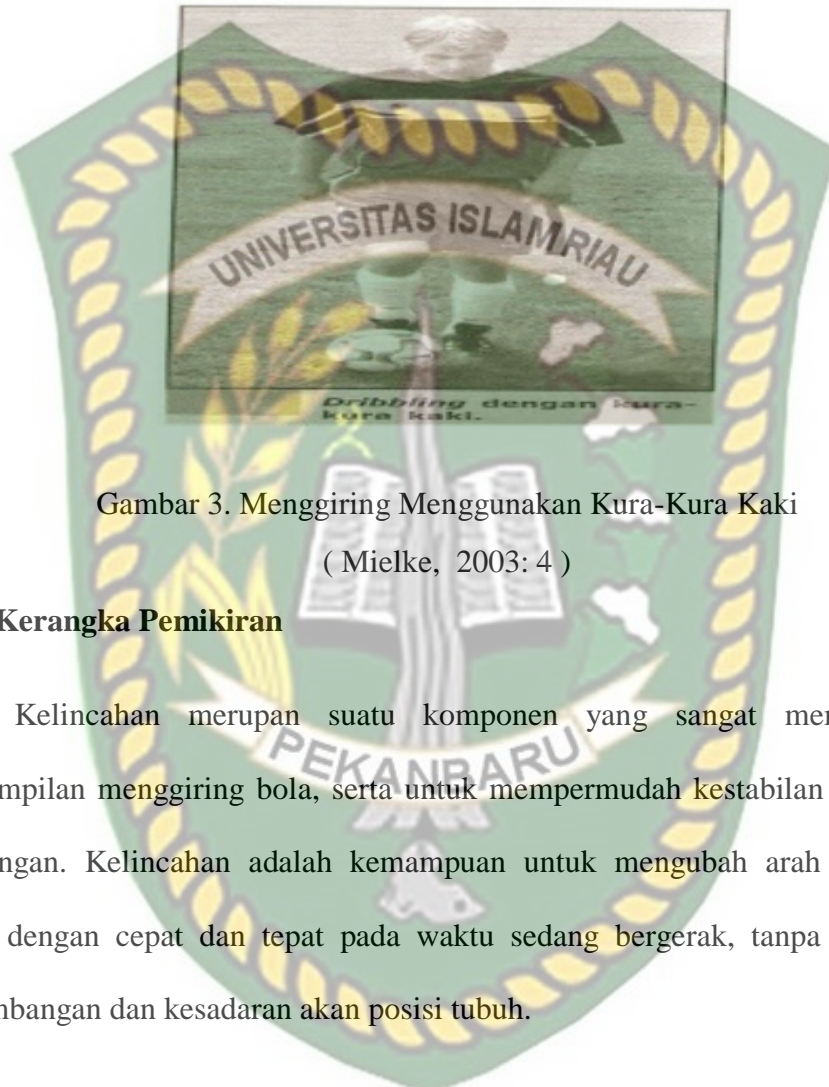 UNIVERSITAS ISLAM RIAU
Dribbling dengan kura-
kura kaki.
Gambar 3. Menggiring Menggunakan Kura-Kura Kaki
( Mielke, 2003: 4 )
Kerangka Pemikiran
Kelincahan merupan suatu komponen yang sangat mer
mpilan menggiring bola, serta untuk mempermudah kestabilan
PEKANBARU
ngan. Kelincahan adalah kemampuan untuk mengubah arah
dengan cepat dan tepat pada waktu sedang bergerak, tanpa
mbangan dan kesadaran akan posisi tubuh.